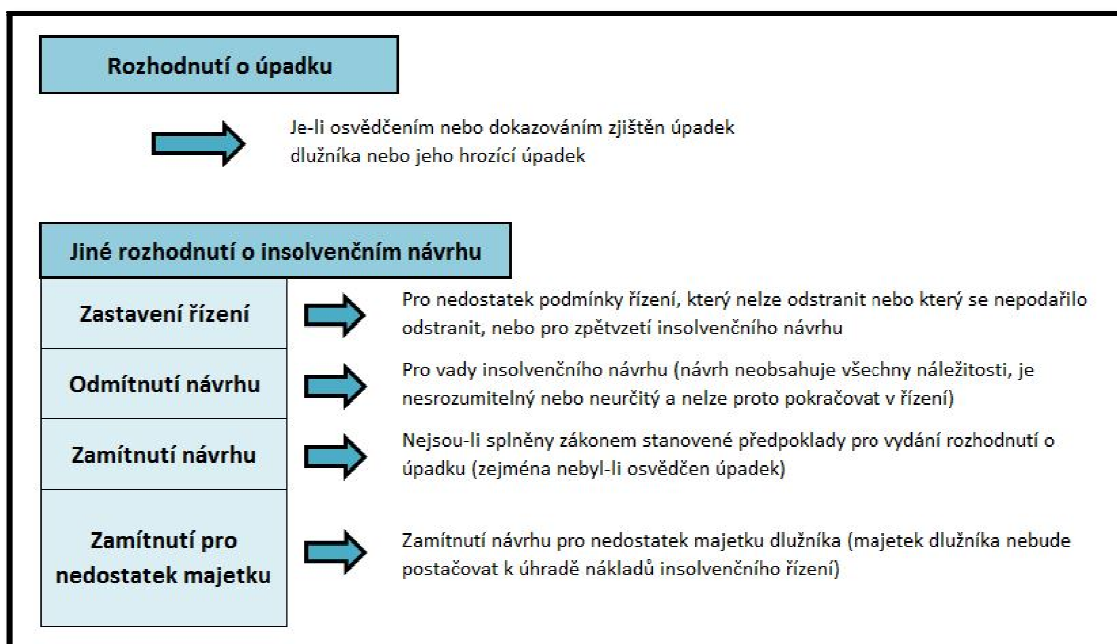 Rozhodnutí o úpadku
Je-li osvědčením nebo dokazováním zjištěn úpadek
dlužníka nebo jeho hrozící úpadek
Jiné rozhodnutí o insolvenčním návrhu
Zastavení řízení
Pro nedostatek podmínky řízení, který nelze odstranit nebo který se nepodařilo
odstranit, nebo pro zpětvzetí insolvenčního návrhu
Odmítnutí návrhu
Pro vady insolvenčního návrhu (návrh neobsahuje všechny náležitosti, je
nesrozumitelný nebo neurčitý a nelze proto pokračovat v řízení)
Zamítnutí návrhu
Nejsou-li splněny zákonem stanovené předpoklady pro vydání rozhodnutí o
úpadku (zejména nebyl-li osvědčen úpadek)
Zamítnutí pro
nedostatek majetku
Zamítnutí návrhu pro nedostatek majetku dlužníka (majetek dlužníka nebude
postačovat k úhradě nákladů insolvenčního řízení)